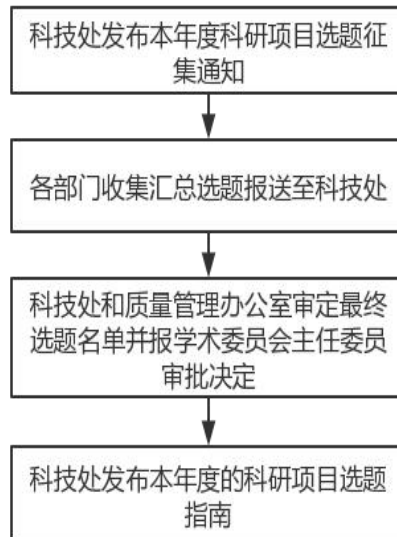 科技处发布本年度科研项目选题征
集通知
各部门收集汇总选题报送至科技处
科技处和质量管理办公室审定最终
选题名单并报学术委员会主任委员
审批决定
科技处发布本年度的科研项目选题
指南